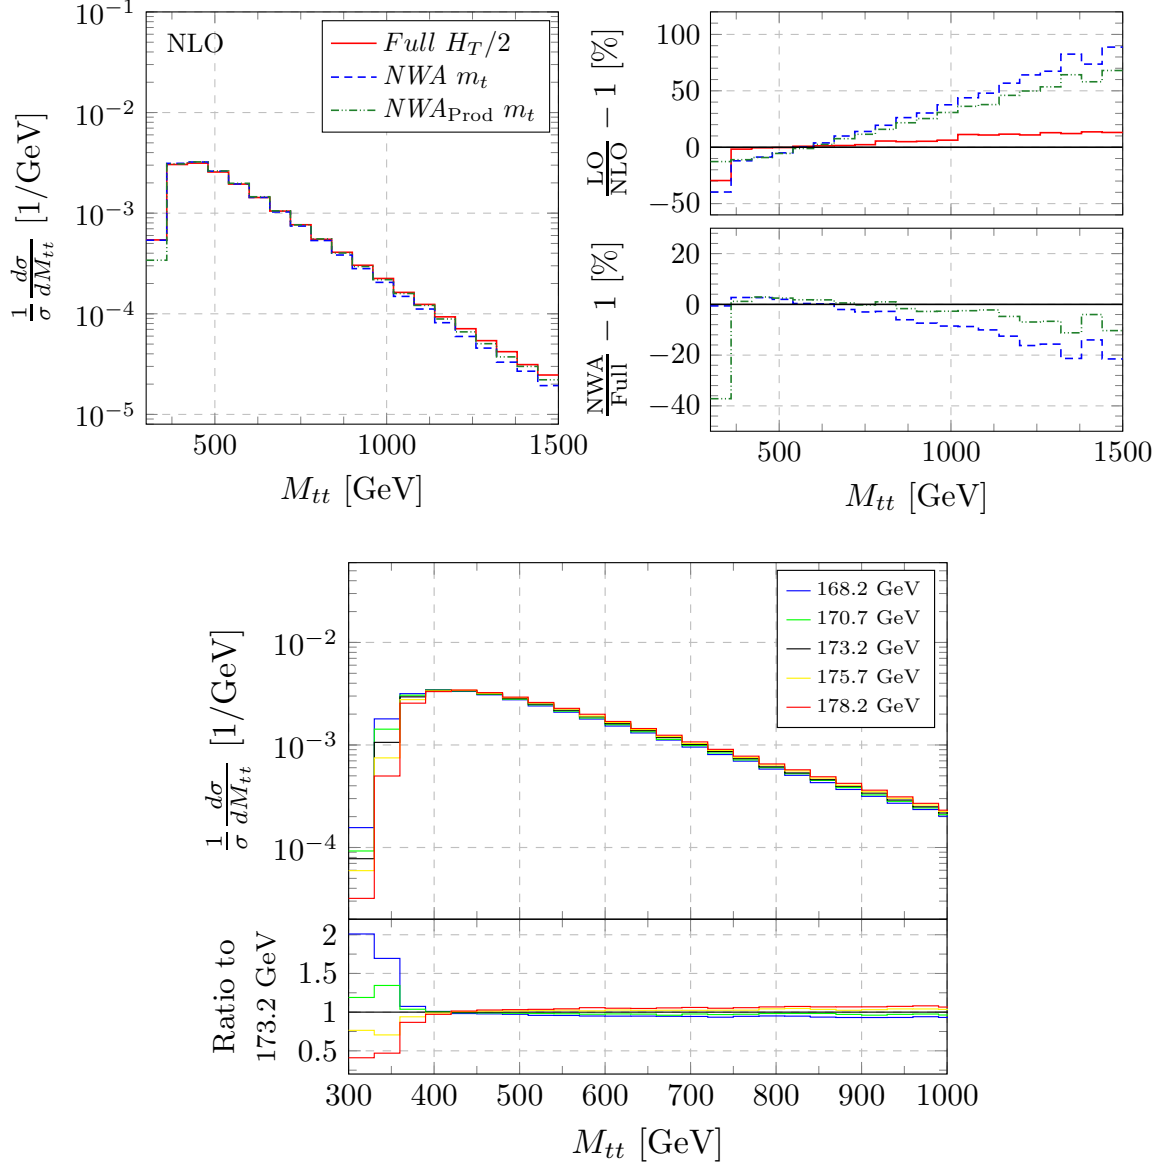 NLO
Full H_T/2
NWA m_t
NWA_Prod m_t
10^−1
10^−2
10^−3
10^−4
10^−5
1/σ dσ/dM_tt [1/GeV]
500 1000 1500
M_tt [GeV]
100
50
0
−50
LO/NLO − 1 [%]
20
0
−20
−40
NWA/Full − 1 [%]
500 1000 1500
M_tt [GeV]
168.2 GeV
170.7 GeV
173.2 GeV
175.7 GeV
178.2 GeV
10^−2
10^−3
10^−4
1/σ dσ/dM_tt [1/GeV]
2
1.5
1
0.5
Ratio to
173.2 GeV
300 400 500 600 700 800 900 1000
M_tt [GeV]